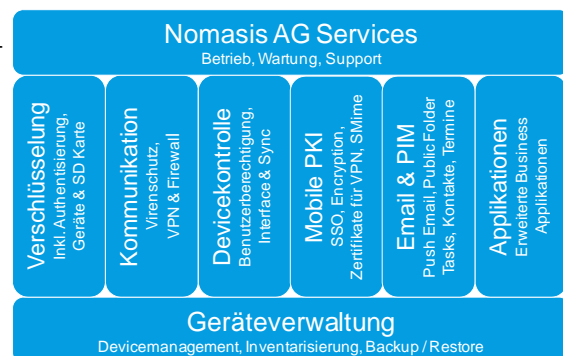 Nomasis AG Services
Betrieb, Wartung, Support
Verschlüsselung
Inkl. Authentisierung,
Geräte & SD Karte
Kommunikation
Virenschutz,
VPN & Firewall
Devicekontrolle
Benutzerberechtigung,
Interface & Sync
Mobile PKI
SSO, Encryption,
Zertifikate für VPN, SMime
Email & PIM
Push Email, Public Folder
Tasks, Kontakte, Termine
Applikationen
Erweiterte Business
Applikationen
Geräteverwaltung
Devicemanagement, Inventarisierung, Backup / Restore